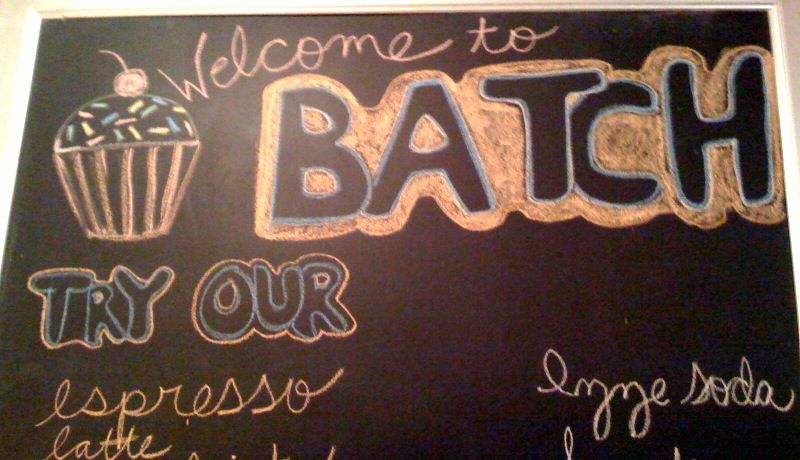 Welcome to
BATCH
TRY OUR
espresso
latte
Izze soda